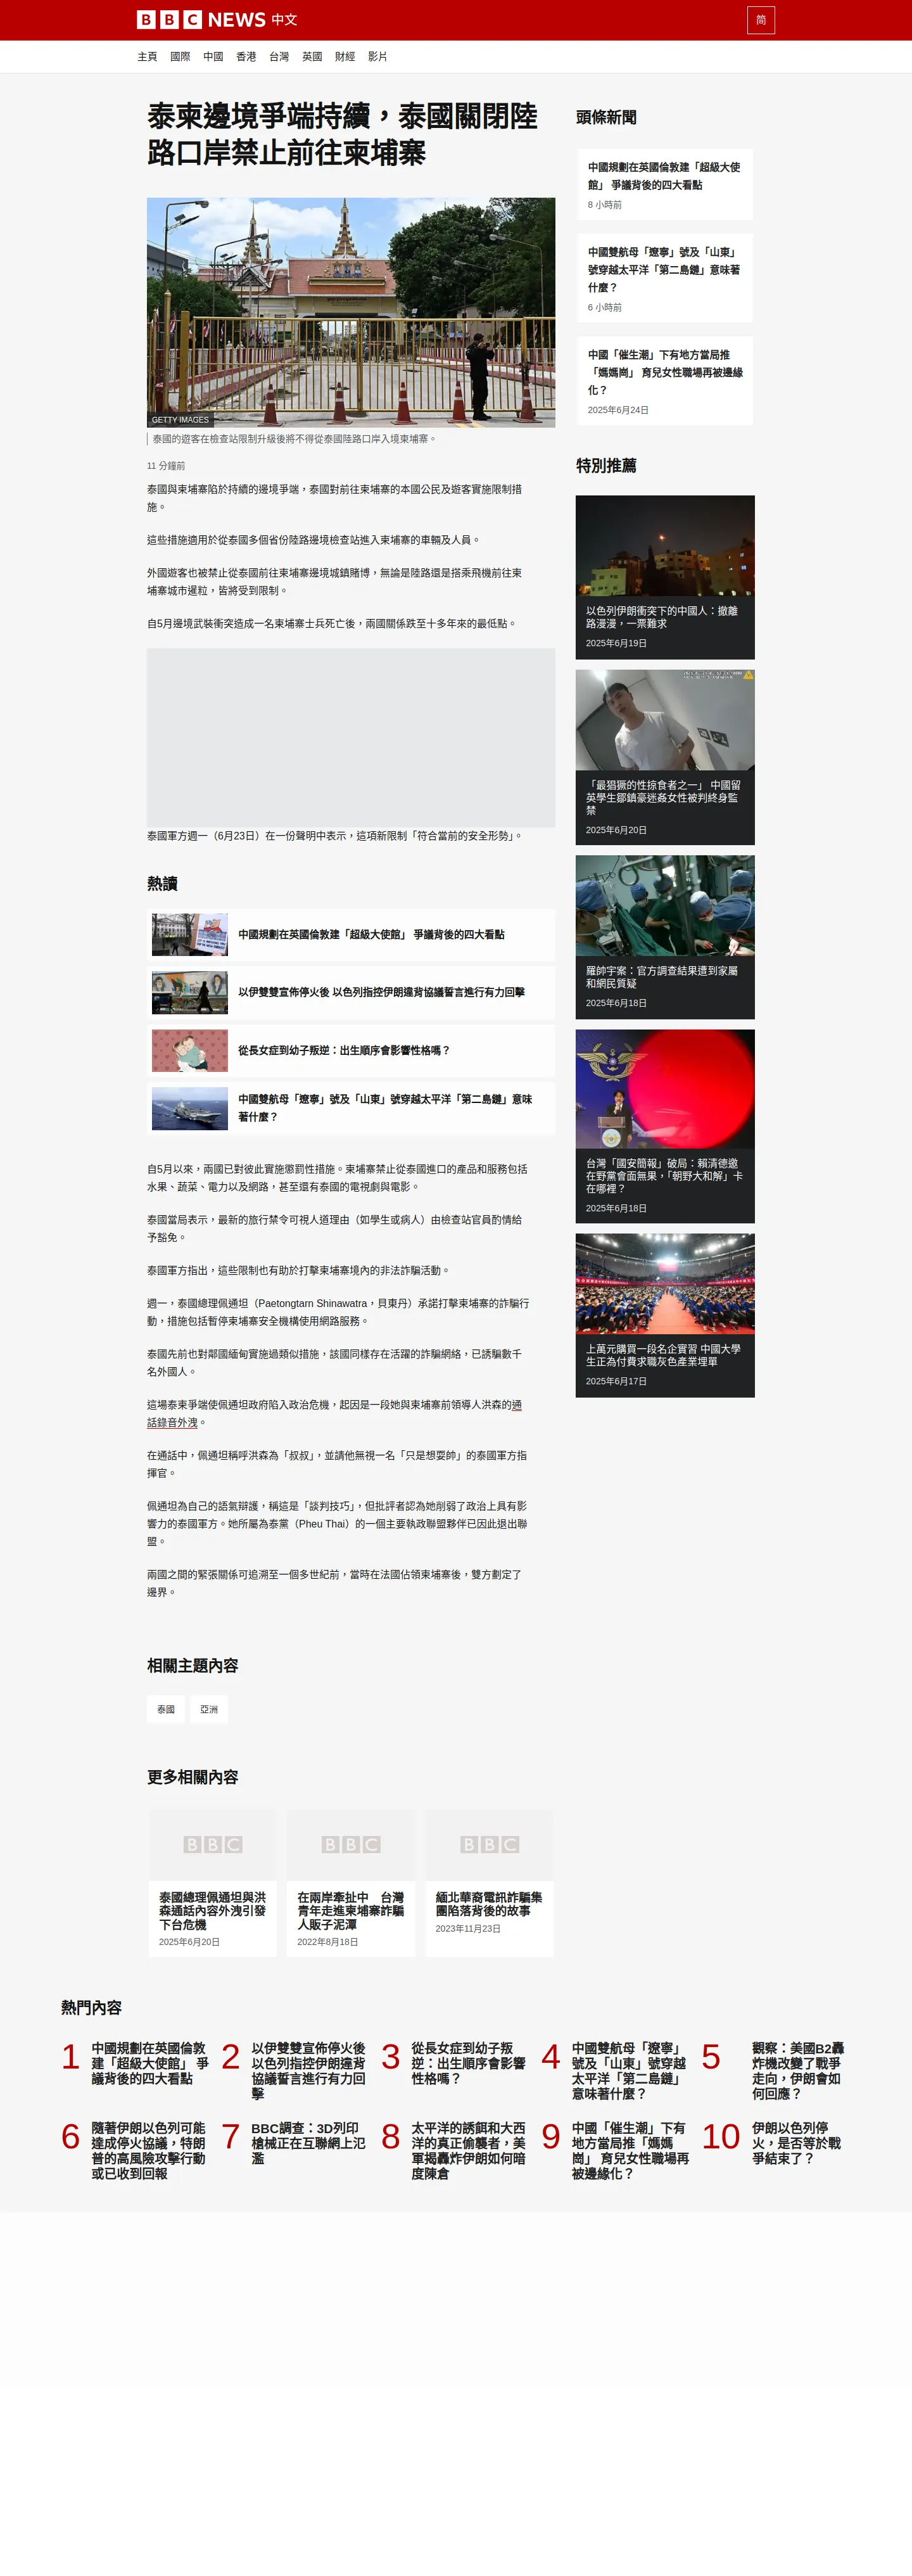 BBC NEWS 中文
简
主頁 國際 中國 香港 台灣 英國 財經 影片
泰柬邊境爭端持續，泰國關閉陸
路口岸禁止前往柬埔寨
GETTY IMAGES
泰國的遊客在檢查站限制升級後將不得從泰國陸路口岸入境柬埔寨。
11 分鐘前
泰國與柬埔寨陷於持續的邊境爭端，泰國對前往柬埔寨的本國公民及遊客實施限制措
施。
這些措施適用於從泰國多個省份陸路邊境檢查站進入柬埔寨的車輛及人員。
外國遊客也被禁止從泰國前往柬埔寨邊境城鎮賭博，無論是陸路還是搭乘飛機前往柬
埔寨城市暹粒，皆將受到限制。
自5月邊境武裝衝突造成一名柬埔寨士兵死亡後，兩國關係跌至十多年來的最低點。
泰國軍方週一（6月23日）在一份聲明中表示，這項新限制「符合當前的安全形勢」。
熱讀
中國規劃在英國倫敦建「超級大使館」 爭議背後的四大看點
以伊雙雙宣佈停火後 以色列指控伊朗違背協議誓言進行有力回擊
從長女症到幼子叛逆：出生順序會影響性格嗎？
中國雙航母「遼寧」號及「山東」號穿越太平洋「第二島鏈」意味
著什麼？
自5月以來，兩國已對彼此實施懲罰性措施。柬埔寨禁止從泰國進口的產品和服務包括
水果、蔬菜、電力以及網路，甚至還有泰國的電視劇與電影。
泰國當局表示，最新的旅行禁令可視人道理由（如學生或病人）由檢查站官員酌情給
予豁免。
泰國軍方指出，這些限制也有助於打擊柬埔寨境內的非法詐騙活動。
週一，泰國總理佩通坦（Paetongtarn Shinawatra，貝東丹）承諾打擊柬埔寨的詐騙行
動，措施包括暫停柬埔寨安全機構使用網路服務。
泰國先前也對鄰國緬甸實施過類似措施，該國同樣存在活躍的詐騙網絡，已誘騙數千
名外國人。
這場泰柬爭端使佩通坦政府陷入政治危機，起因是一段她與柬埔寨前領導人洪森的通
話錄音外洩。
在通話中，佩通坦稱呼洪森為「叔叔」，並請他無視一名「只是想耍帥」的泰國軍方指
揮官。
佩通坦為自己的語氣辯護，稱這是「談判技巧」，但批評者認為她削弱了政治上具有影
響力的泰國軍方。她所屬為泰黨（Pheu Thai）的一個主要執政聯盟夥伴已因此退出聯
盟。
兩國之間的緊張關係可追溯至一個多世紀前，當時在法國佔領柬埔寨後，雙方劃定了
邊界。
相關主題內容
泰國 亞洲
更多相關內容
BBC
泰國總理佩通坦與洪
森通話內容外洩引發
下台危機
2025年6月20日
BBC
在兩岸牽扯中　台灣
青年走進柬埔寨詐騙
人販子泥潭
2022年8月18日
BBC
緬北華裔電訊詐騙集
團陷落背後的故事
2023年11月23日
頭條新聞
中國規劃在英國倫敦建「超級大使
館」 爭議背後的四大看點
8 小時前
中國雙航母「遼寧」號及「山東」
號穿越太平洋「第二島鏈」意味著
什麼？
6 小時前
中國「催生潮」下有地方當局推
「媽媽崗」 育兒女性職場再被邊緣
化？
2025年6月24日
特別推薦
以色列伊朗衝突下的中國人：撤離
路漫漫，一票難求
2025年6月19日
「最猖獗的性掠食者之一」 中國留
英學生鄒鎮豪迷姦女性被判終身監
禁
2025年6月20日
羅帥宇案：官方調查結果遭到家屬
和網民質疑
2025年6月18日
台灣「國安簡報」破局：賴清德邀
在野黨會面無果，「朝野大和解」卡
在哪裡？
2025年6月18日
上萬元購買一段名企實習 中國大學
生正為付費求職灰色產業埋單
2025年6月17日
熱門內容
1
中國規劃在英國倫敦
建「超級大使館」 爭
議背後的四大看點
2
以伊雙雙宣佈停火後
以色列指控伊朗違背
協議誓言進行有力回
擊
3
從長女症到幼子叛
逆：出生順序會影響
性格嗎？
4
中國雙航母「遼寧」
號及「山東」號穿越
太平洋「第二島鏈」
意味著什麼？
5
觀察：美國B2轟
炸機改變了戰爭
走向，伊朗會如
何回應？
6
隨著伊朗以色列可能
達成停火協議，特朗
普的高風險攻擊行動
或已收到回報
7
BBC調查：3D列印
槍械正在互聯網上氾
濫
8
太平洋的誘餌和大西
洋的真正偷襲者，美
軍揭轟炸伊朗如何暗
度陳倉
9
中國「催生潮」下有
地方當局推「媽媽
崗」 育兒女性職場再
被邊緣化？
10
伊朗以色列停
火，是否等於戰
爭結束了？